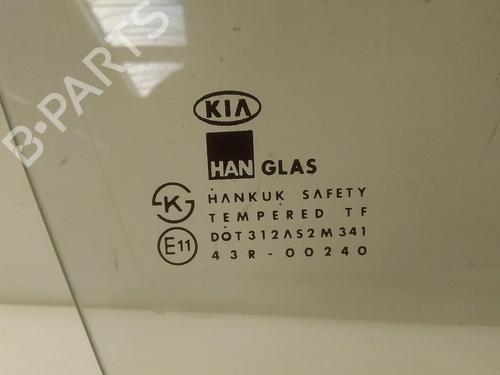 B-PARTS
KIA
HAN GLAS
K HANKUK SAFETY
TEMPERED TF
E11 DOT312AS2M341
43R-00240